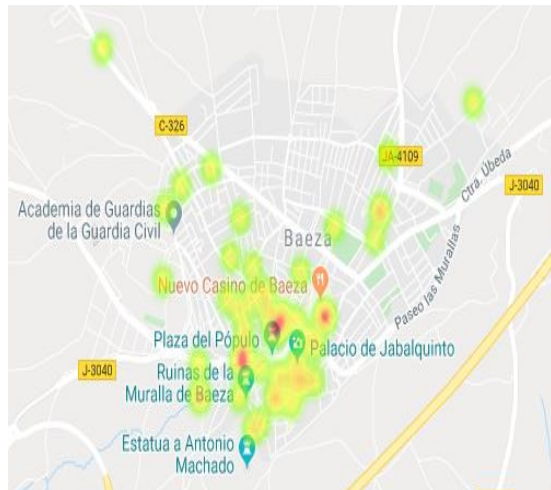 C-326
JA-4109
Ctra. Úbeda
J-3040
Academia de Guardias
de la Guardia Civil
Baeza
Paseo las Murallas
Nuevo Casino de Baeza
Plaza del Pópulo
Palacio de Jabalquinto
J-3040
Ruinas de la
Muralla de Baeza
Estatua a Antonio
Machado